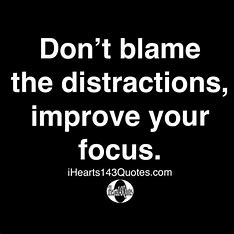 Don’t blame
the distractions,
improve your
focus.
iHearts143Quotes.com